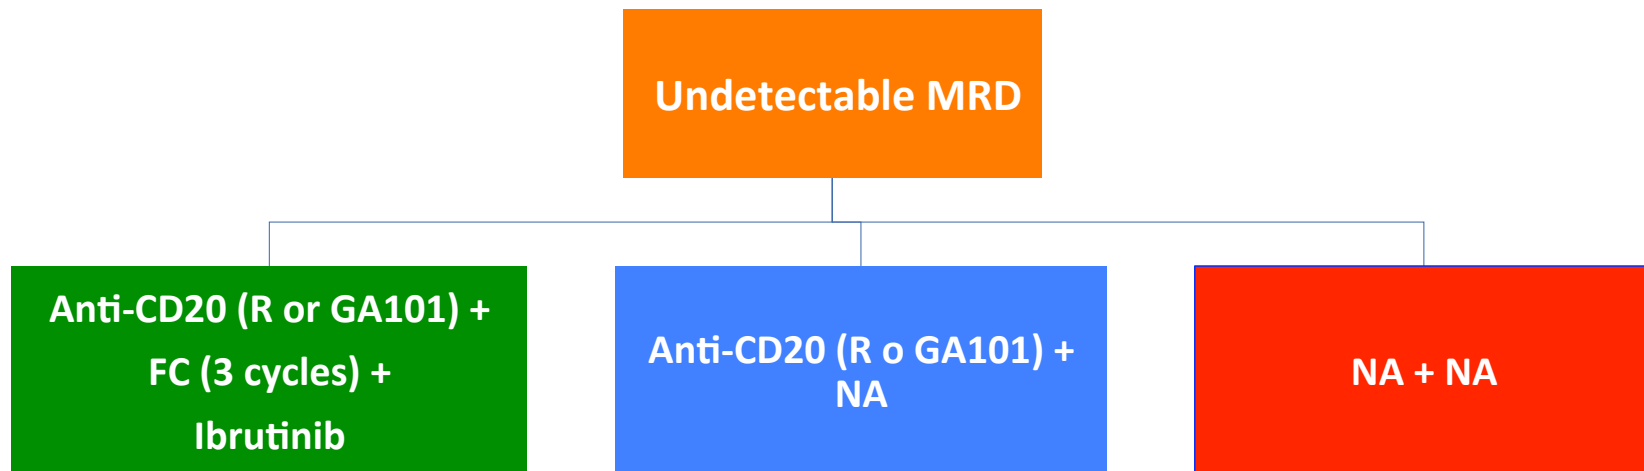 Undetectable MRD
Anti-CD20 (R or GA101) +
FC (3 cycles) +
Ibrutinib
Anti-CD20 (R o GA101) +
NA
NA + NA